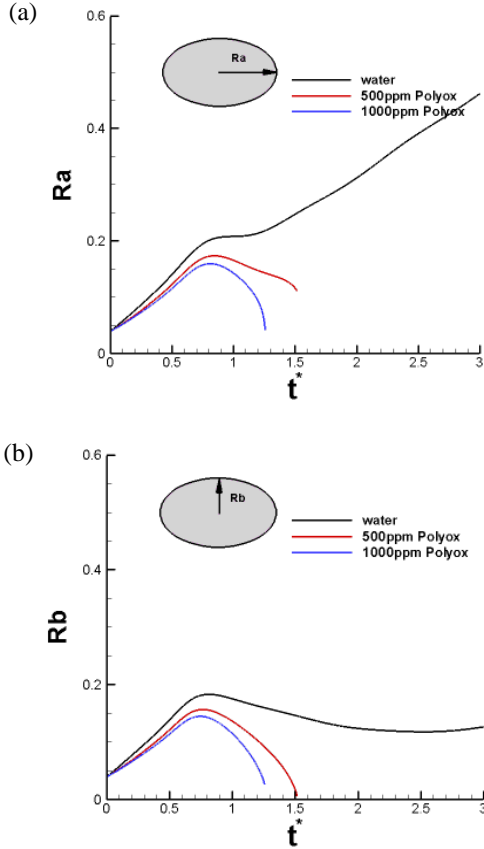 (a)
0.6
Ra
water
500ppm Polyox
1000ppm Polyox
0.4
Ra
0.2
0
0 0.5 1 1.5 2 2.5 3
t*
(b)
0.6
Rb
water
500ppm Polyox
1000ppm Polyox
0.4
Rb
0.2
0
0 0.5 1 1.5 2 2.5 3
t*